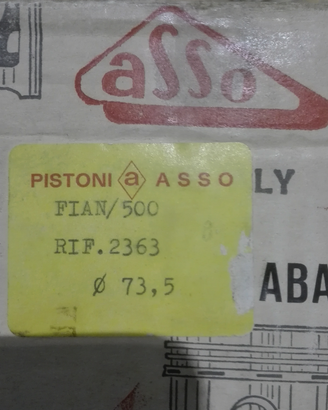 asso
PISTONI a ASSO
FIAN/500
RIF.2363
Ø 73,5
LY
ABA